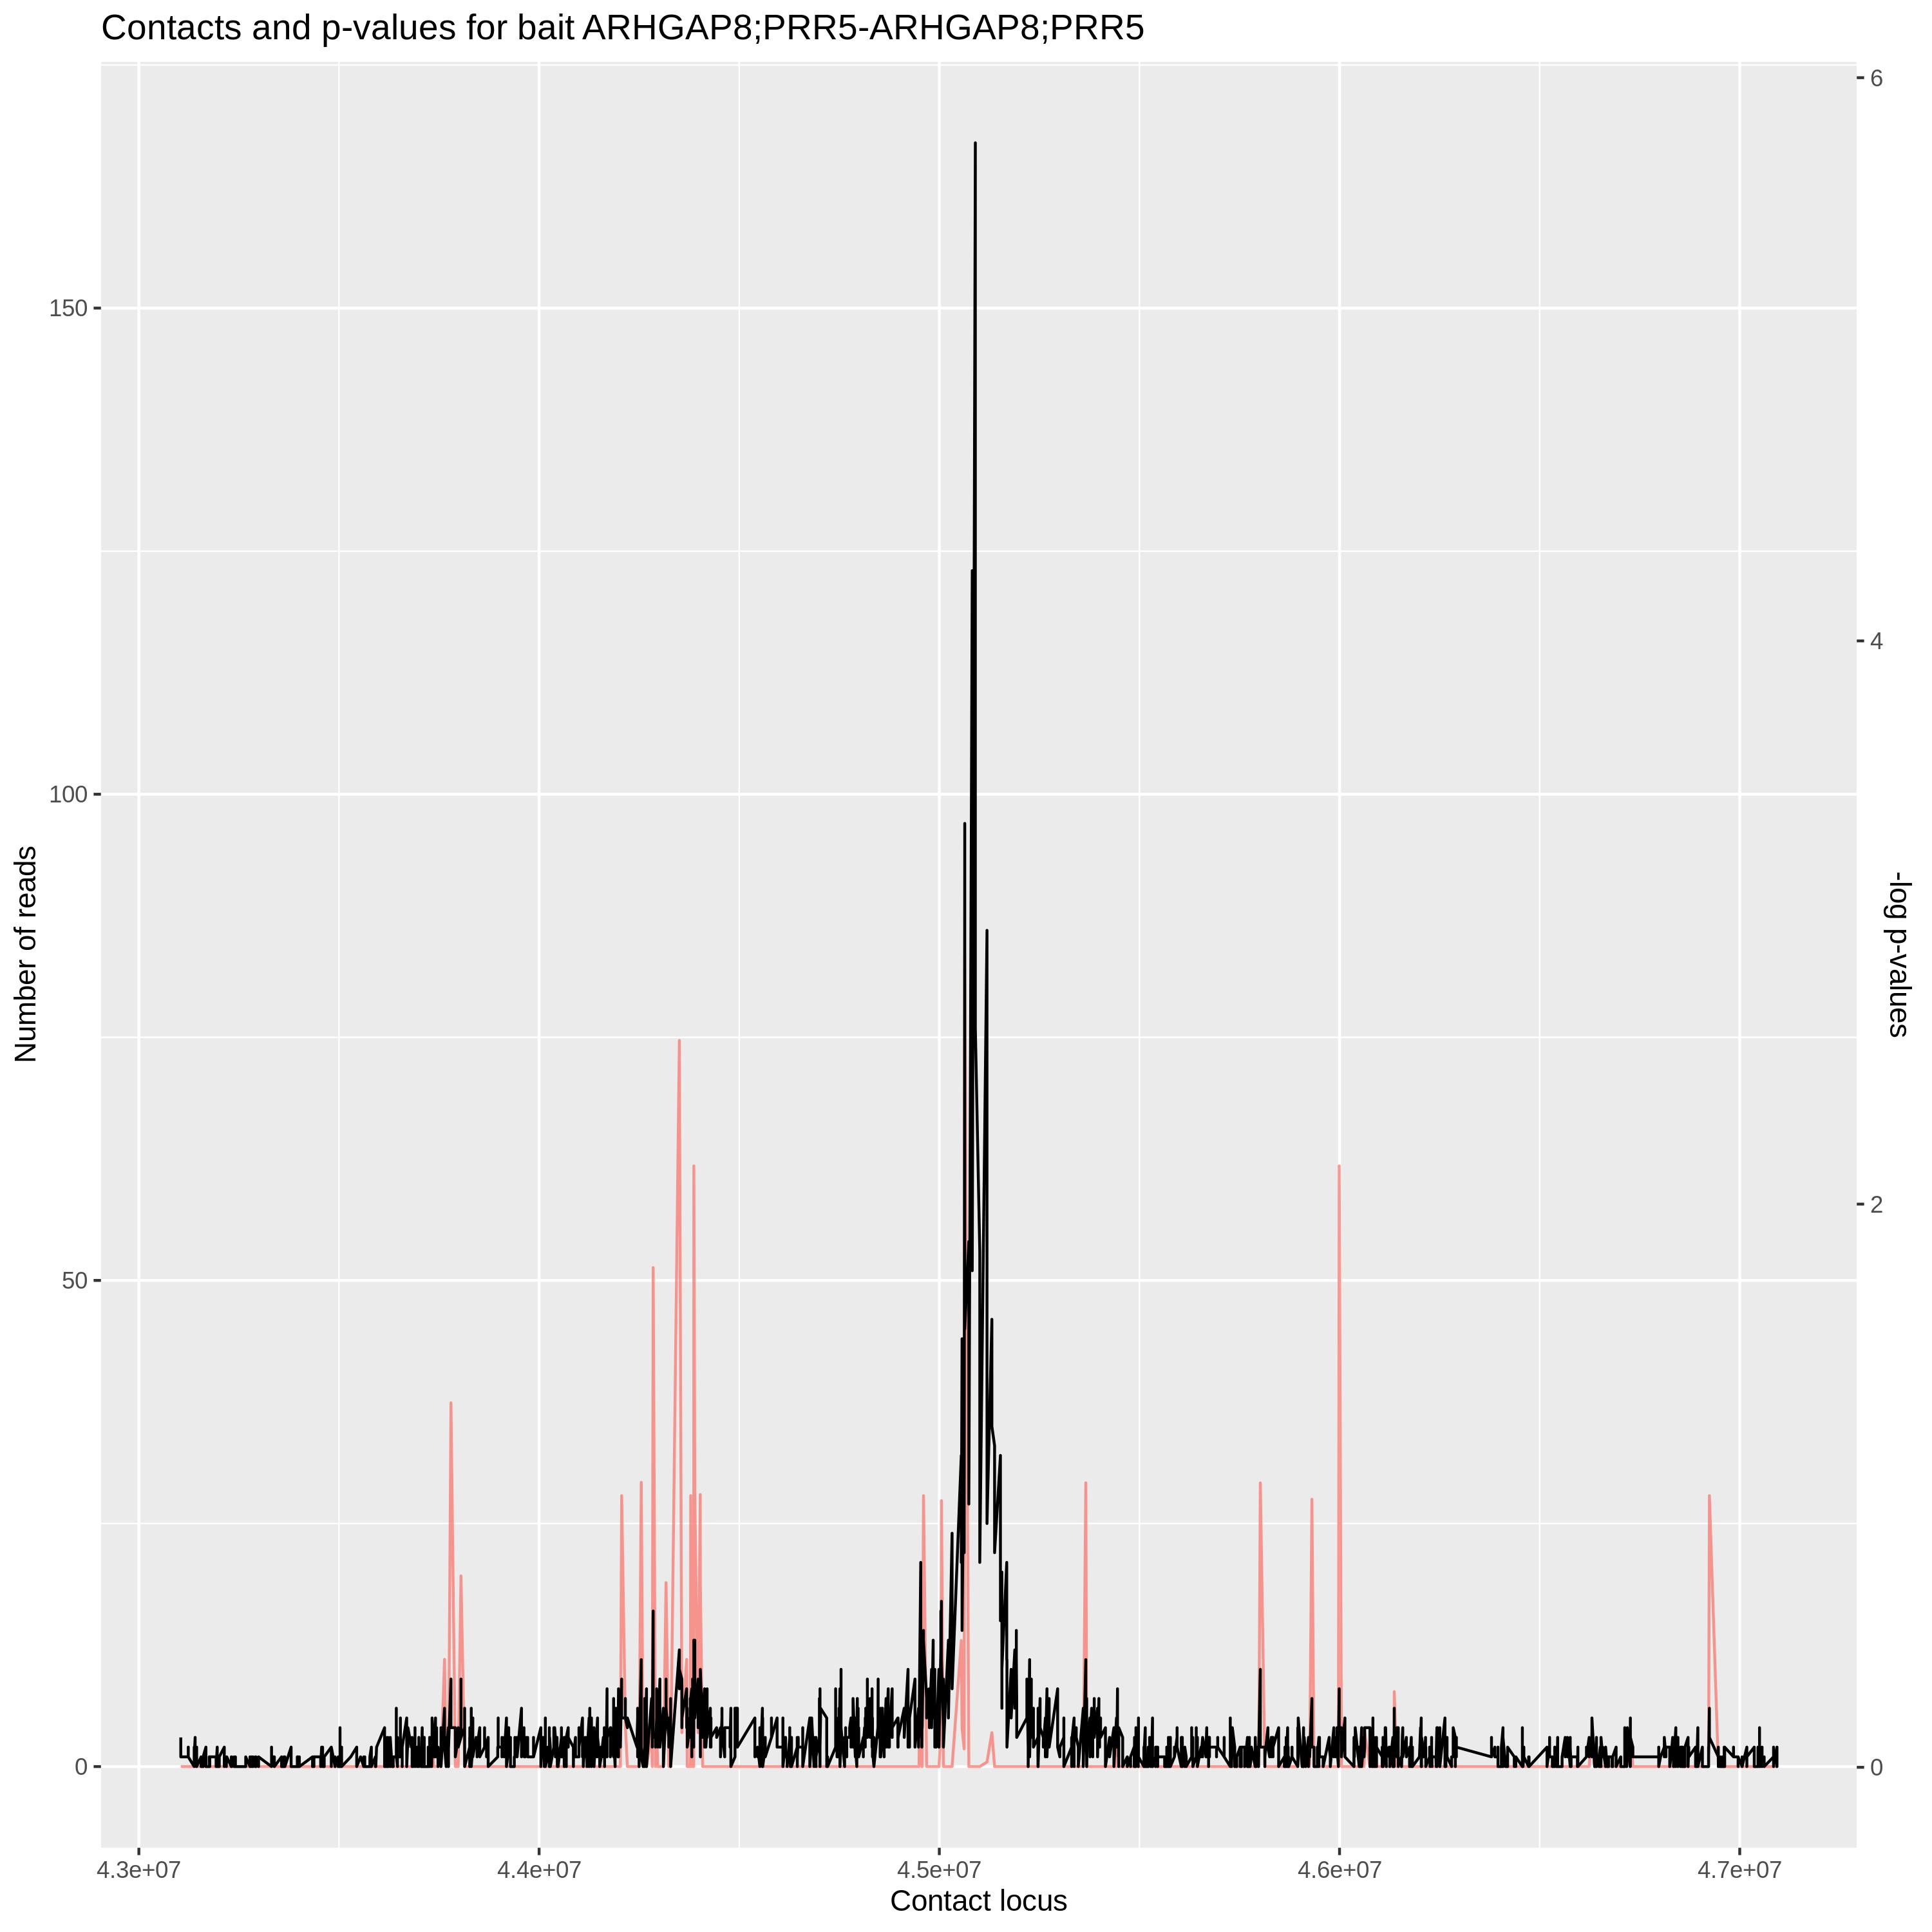 Contacts and p-values for bait ARHGAP8;PRR5-ARHGAP8;PRR5
Number of reads
150
100
50
0
6
4
2
0
-log p-values
4.3e+07 4.4e+07 4.5e+07 4.6e+07 4.7e+07
Contact locus